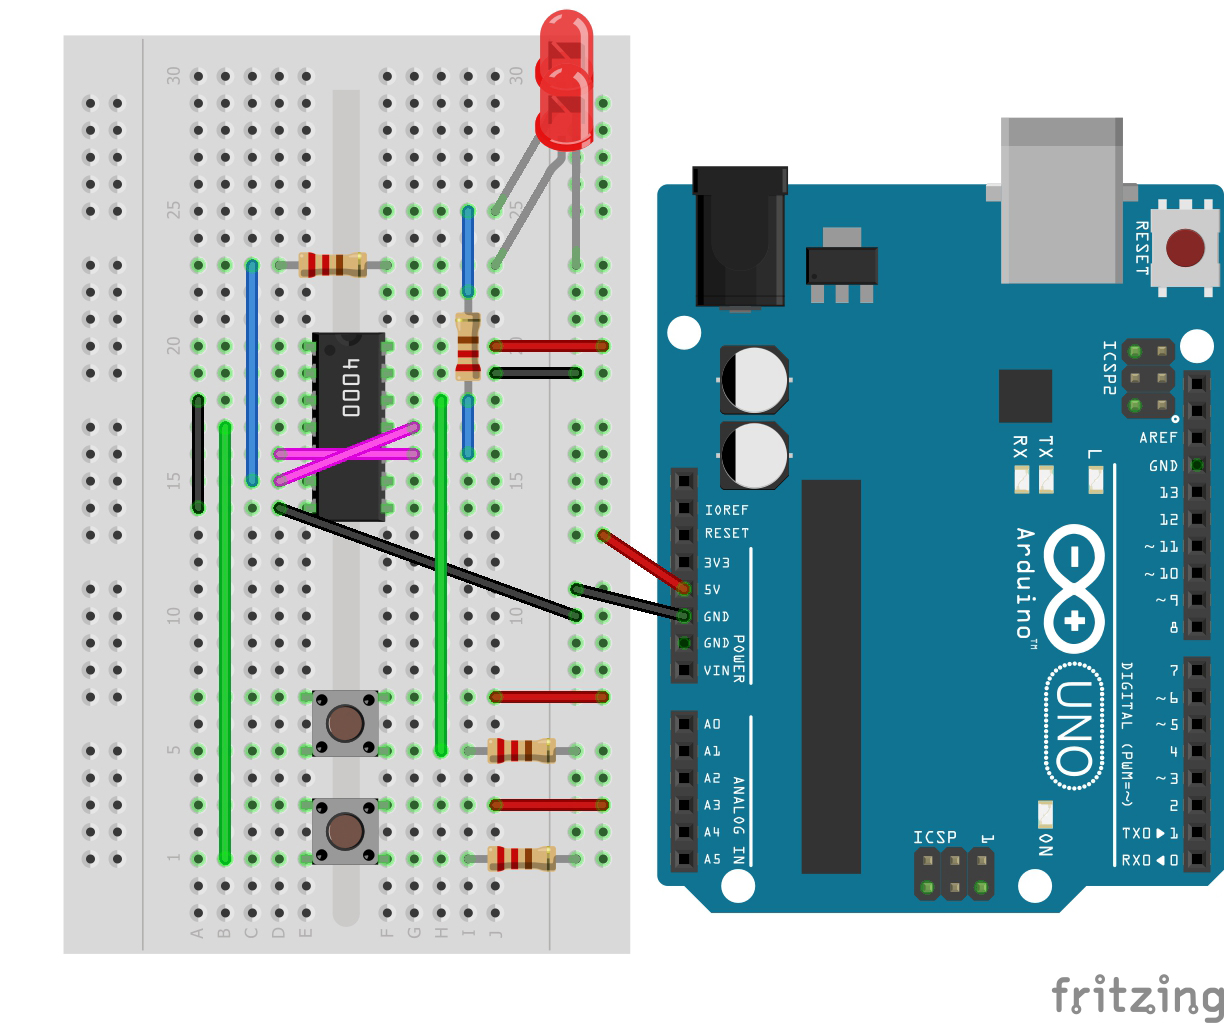 30
30
25
25
20
20
15
15
10
10
5
1
A
B
C
D
E
F
G
H
I
J
4000
RESET
ICSP2
IOREF
RESET
3V3
5V
GND
GND
VIN
POWER
A0
A1
A2
A3
A4
A5
ANALOG IN
RX
TX
L
AREF
GND
13
12
~11
~10
~9
8
7
~6
~5
4
~3
2
TX0▶1
RX0◀0
DIGITAL (PWM=~)
Arduino™
UNO
ON
ICSP
1
fritzing